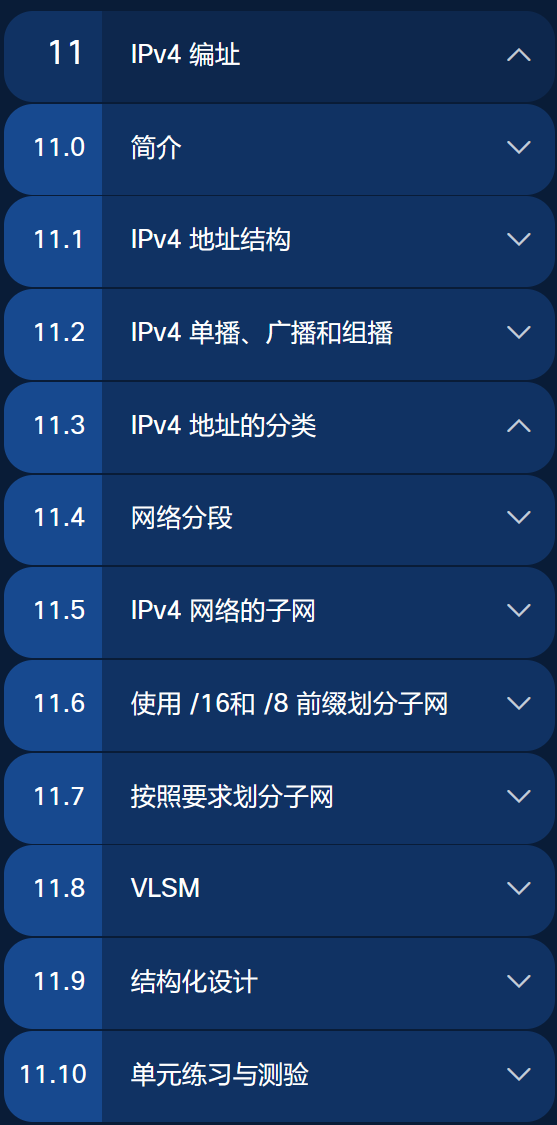 11 IPv4 编址
11.0 简介
11.1 IPv4 地址结构
11.2 IPv4 单播、广播和组播
11.3 IPv4 地址的分类
11.4 网络分段
11.5 IPv4 网络的子网
11.6 使用 /16和 /8 前缀划分子网
11.7 按照要求划分子网
11.8 VLSM
11.9 结构化设计
11.10 单元练习与测验